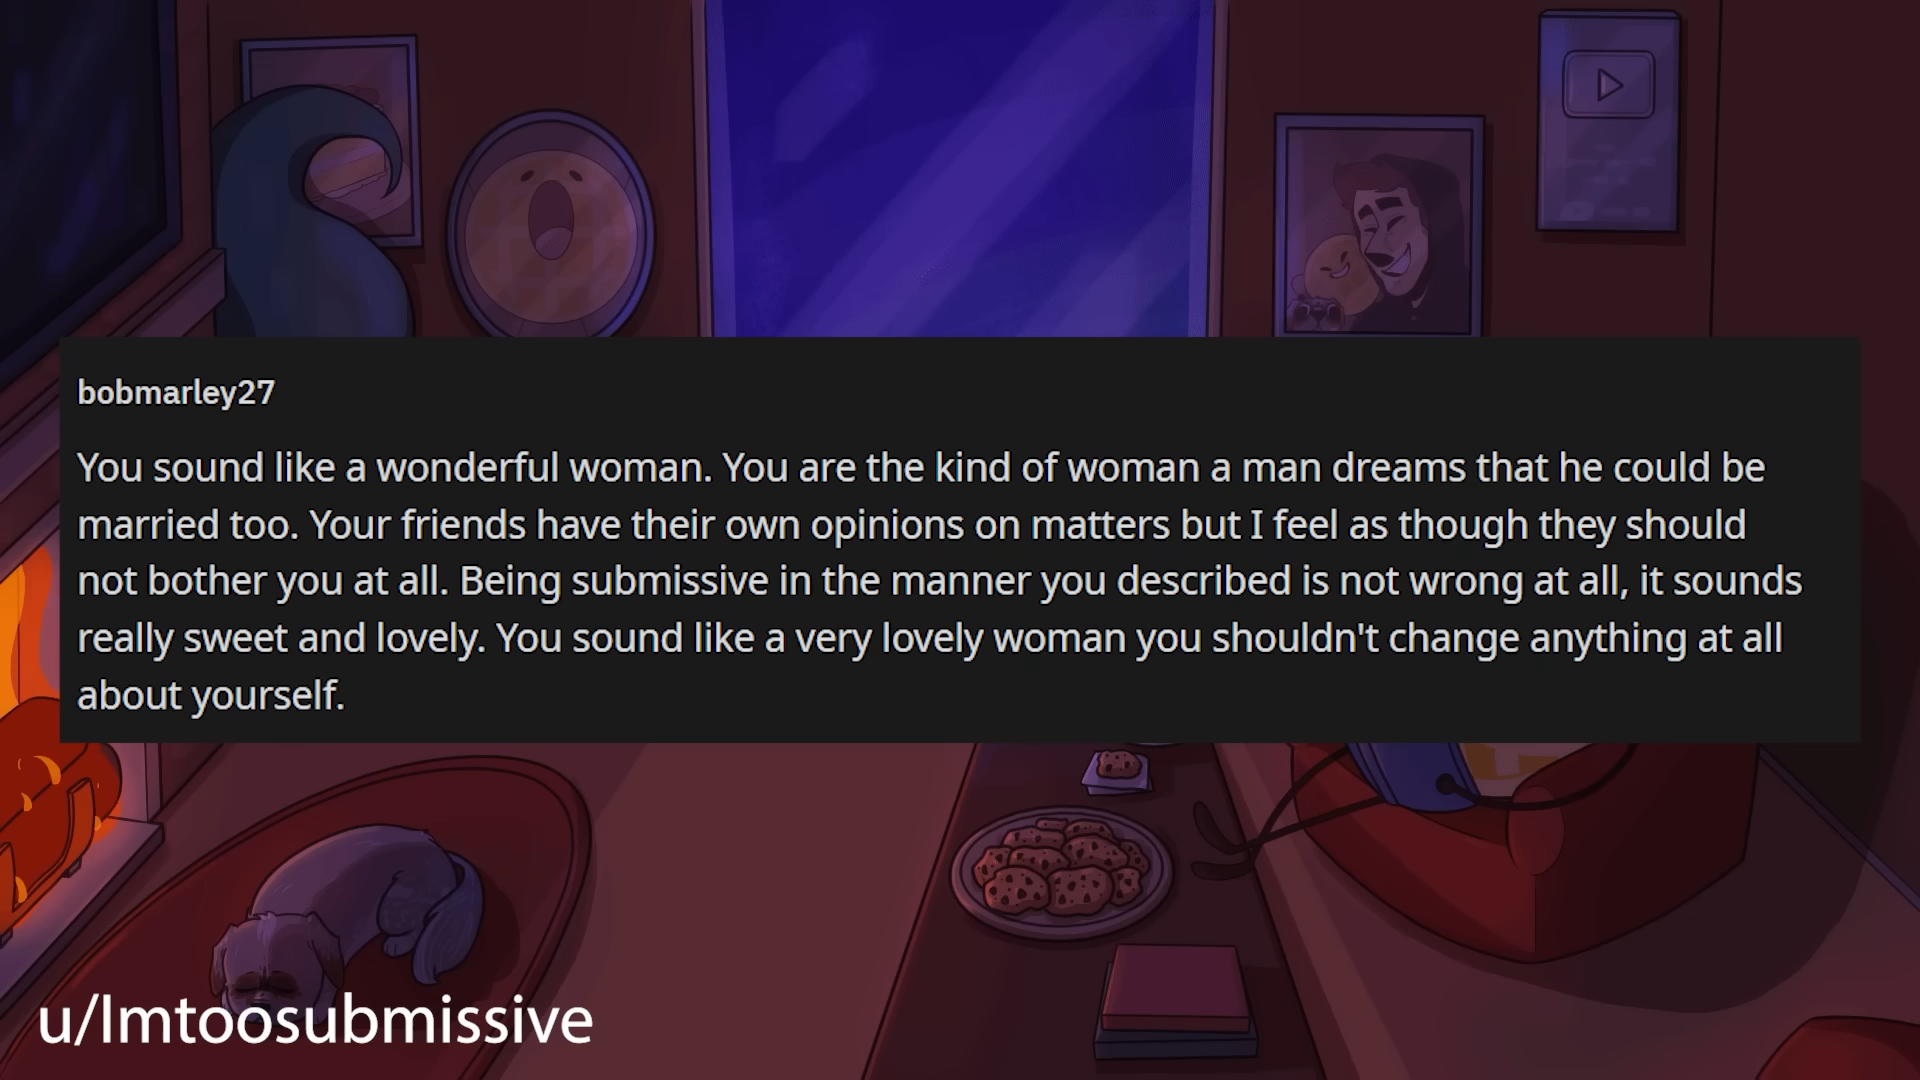 bobmarley27
You sound like a wonderful woman. You are the kind of woman a man dreams that he could be
married too. Your friends have their own opinions on matters but I feel as though they should
not bother you at all. Being submissive in the manner you described is not wrong at all, it sounds
really sweet and lovely. You sound like a very lovely woman you shouldn't change anything at all
about yourself.
u/Imtoosubmissive